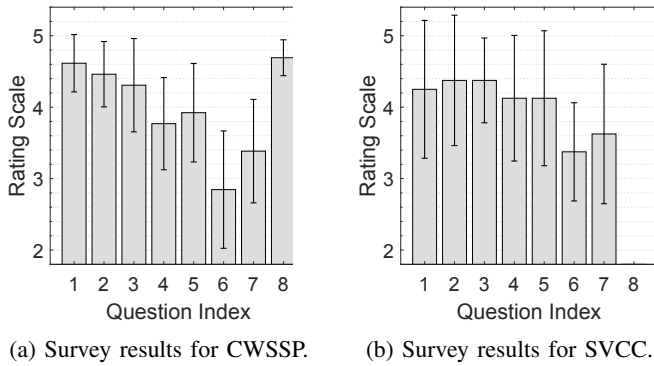 5
4
3
2
Rating Scale
1 2 3 4 5 6 7 8
Question Index
(a) Survey results for CWSSP.
5
4
3
2
Rating Scale
1 2 3 4 5 6 7 8
Question Index
(b) Survey results for SVCC.